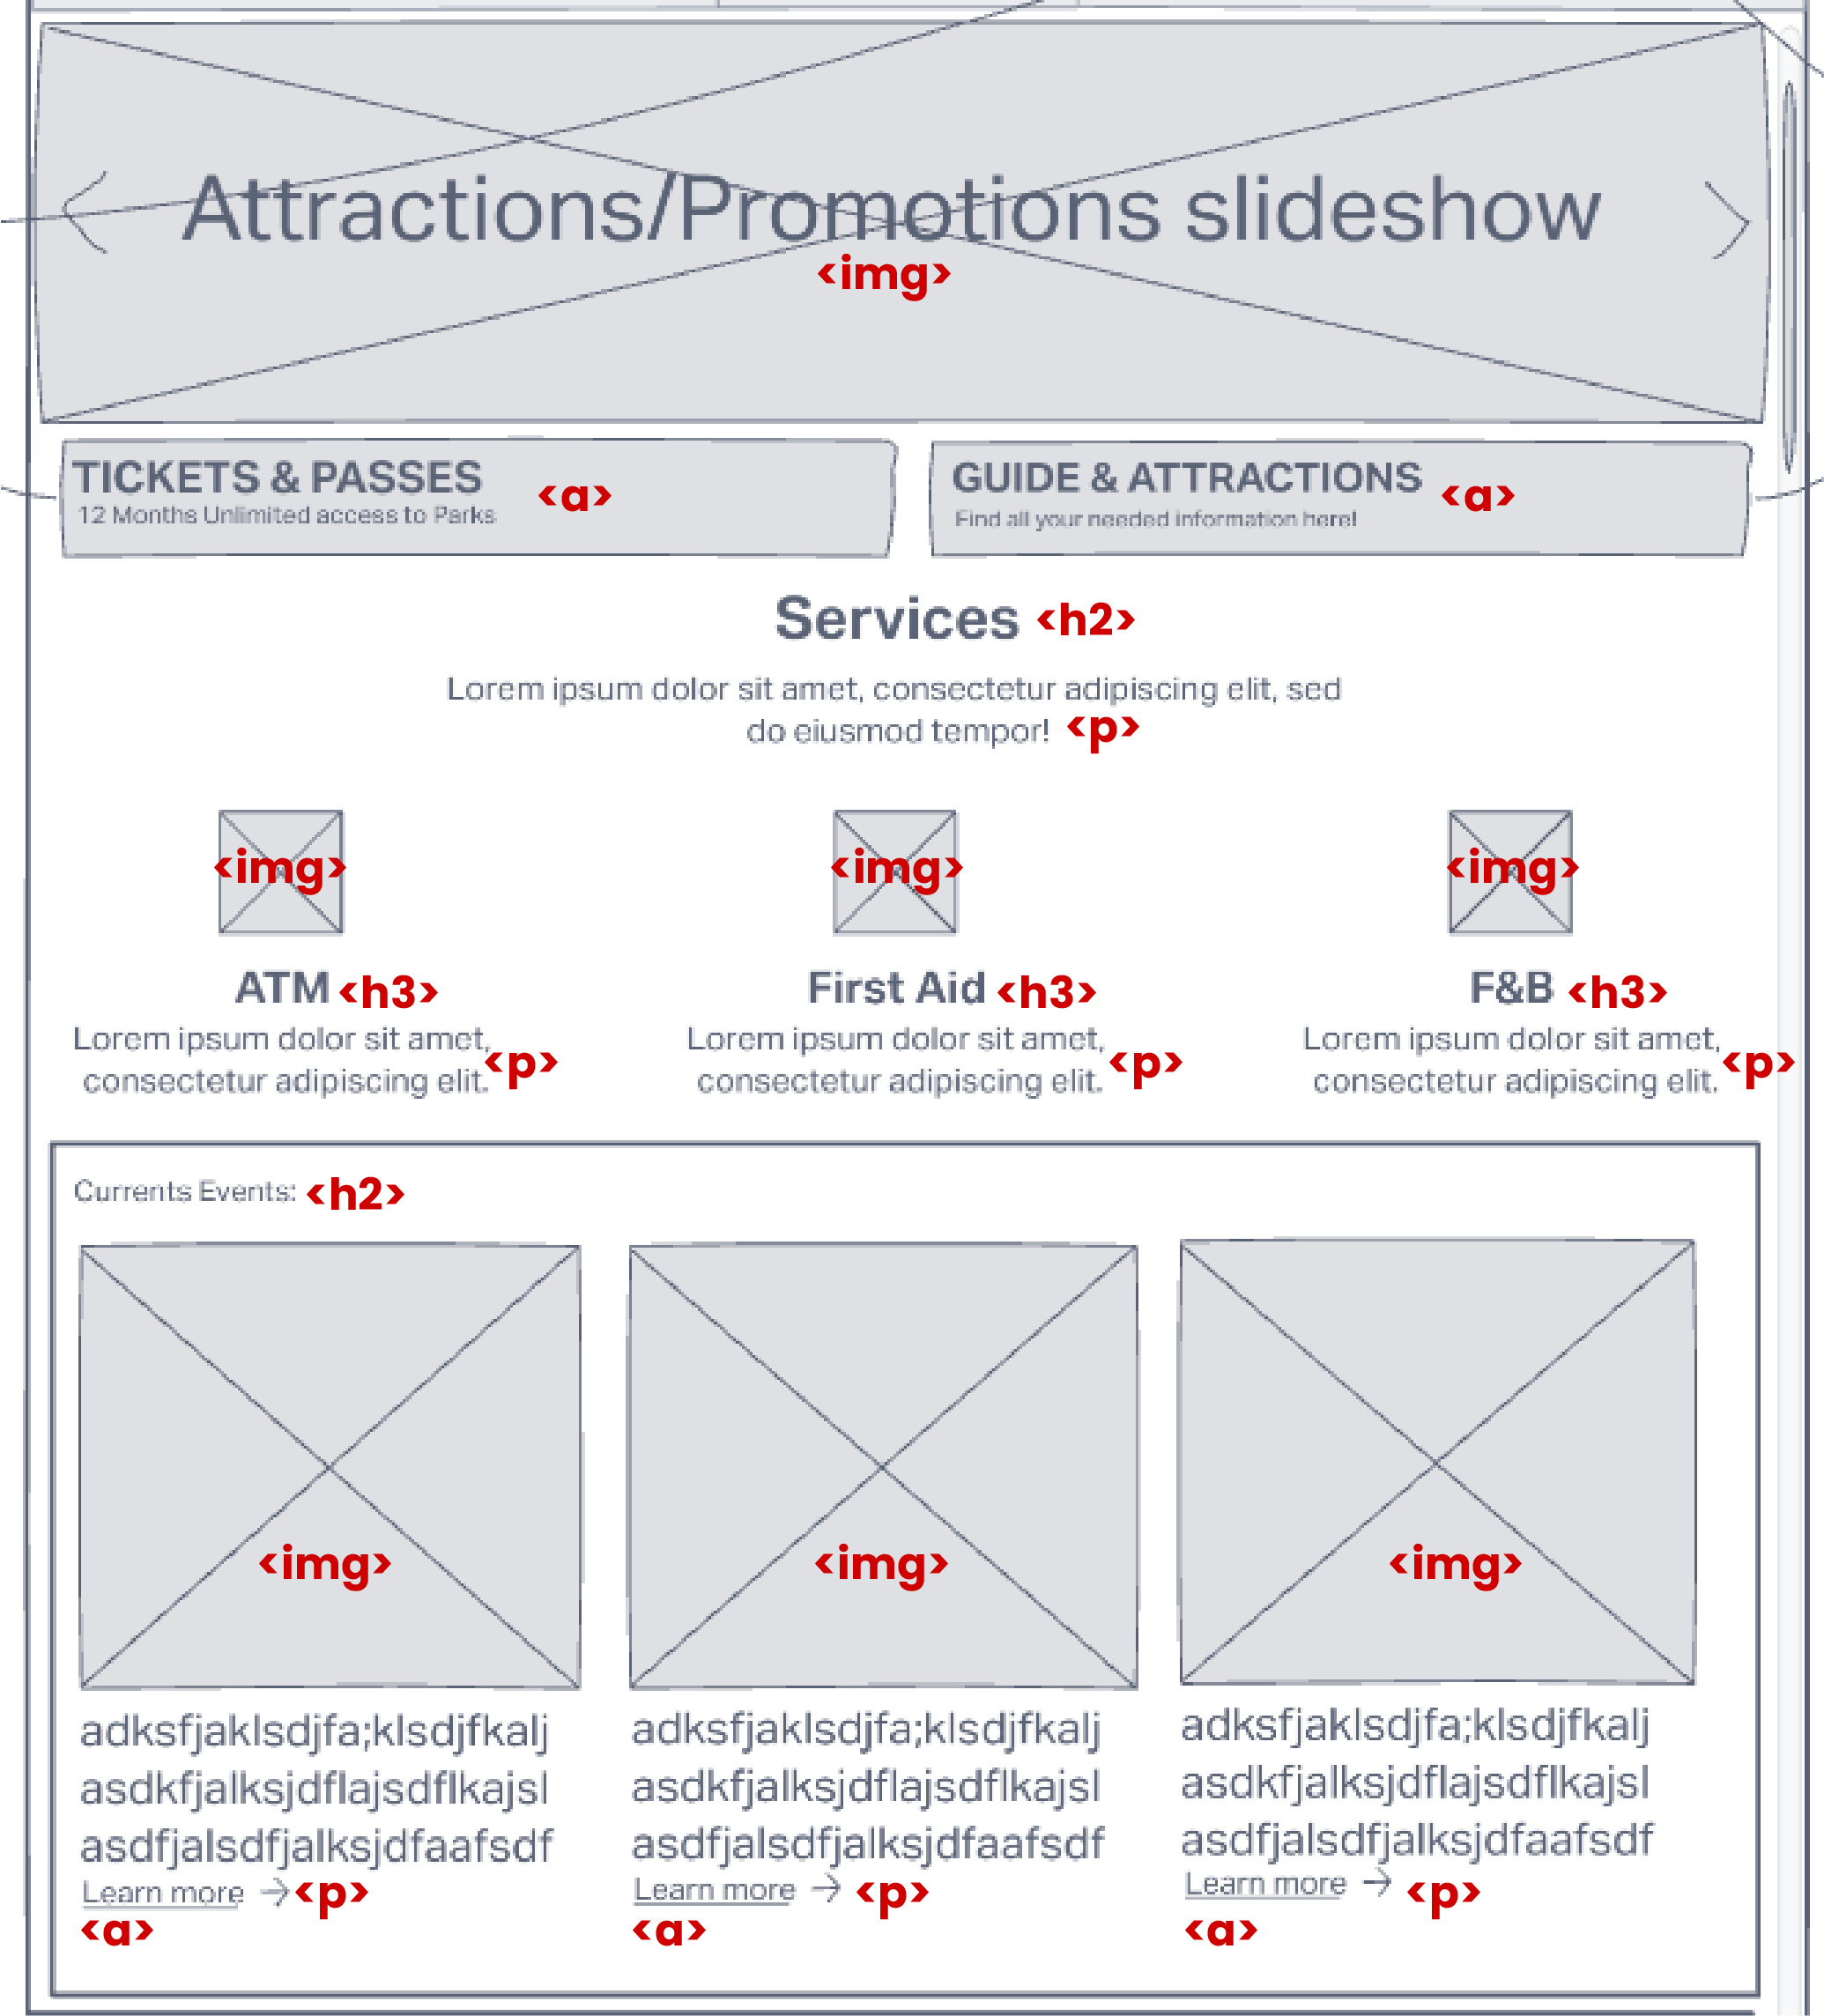 Attractions/Promotions slideshow
<img>
TICKETS & PASSES <a>
12 Months Unlimited access to Parks
GUIDE & ATTRACTIONS <a>
Find all your needed information here!
Services <h2>
Lorem ipsum dolor sit amet, consectetur adipiscing elit, sed
do eiusmod tempor! <p>
<img> <img> <img>
ATM <h3>
Lorem ipsum dolor sit amet,
consectetur adipiscing elit. <p>
First Aid <h3>
Lorem ipsum dolor sit amet,
consectetur adipiscing elit. <p>
F&B <h3>
Lorem ipsum dolor sit amet,
consectetur adipiscing elit. <p>
Currents Events: <h2>
<img>
adksfjaklsdjfa;klsdjfkalj
asdkfjalksjdflajsdflkajsl
asdfjalsdfjalksjdfaafsdf
Learn more → <p>
<a>
<img>
adksfjaklsdjfa;klsdjfkalj
asdkfjalksjdflajsdflkajsl
asdfjalsdfjalksjdfaafsdf
Learn more → <p>
<a>
<img>
adksfjaklsdjfa;klsdjfkalj
asdkfjalksjdflajsdflkajsl
asdfjalsdfjalksjdfaafsdf
Learn more → <p>
<a>